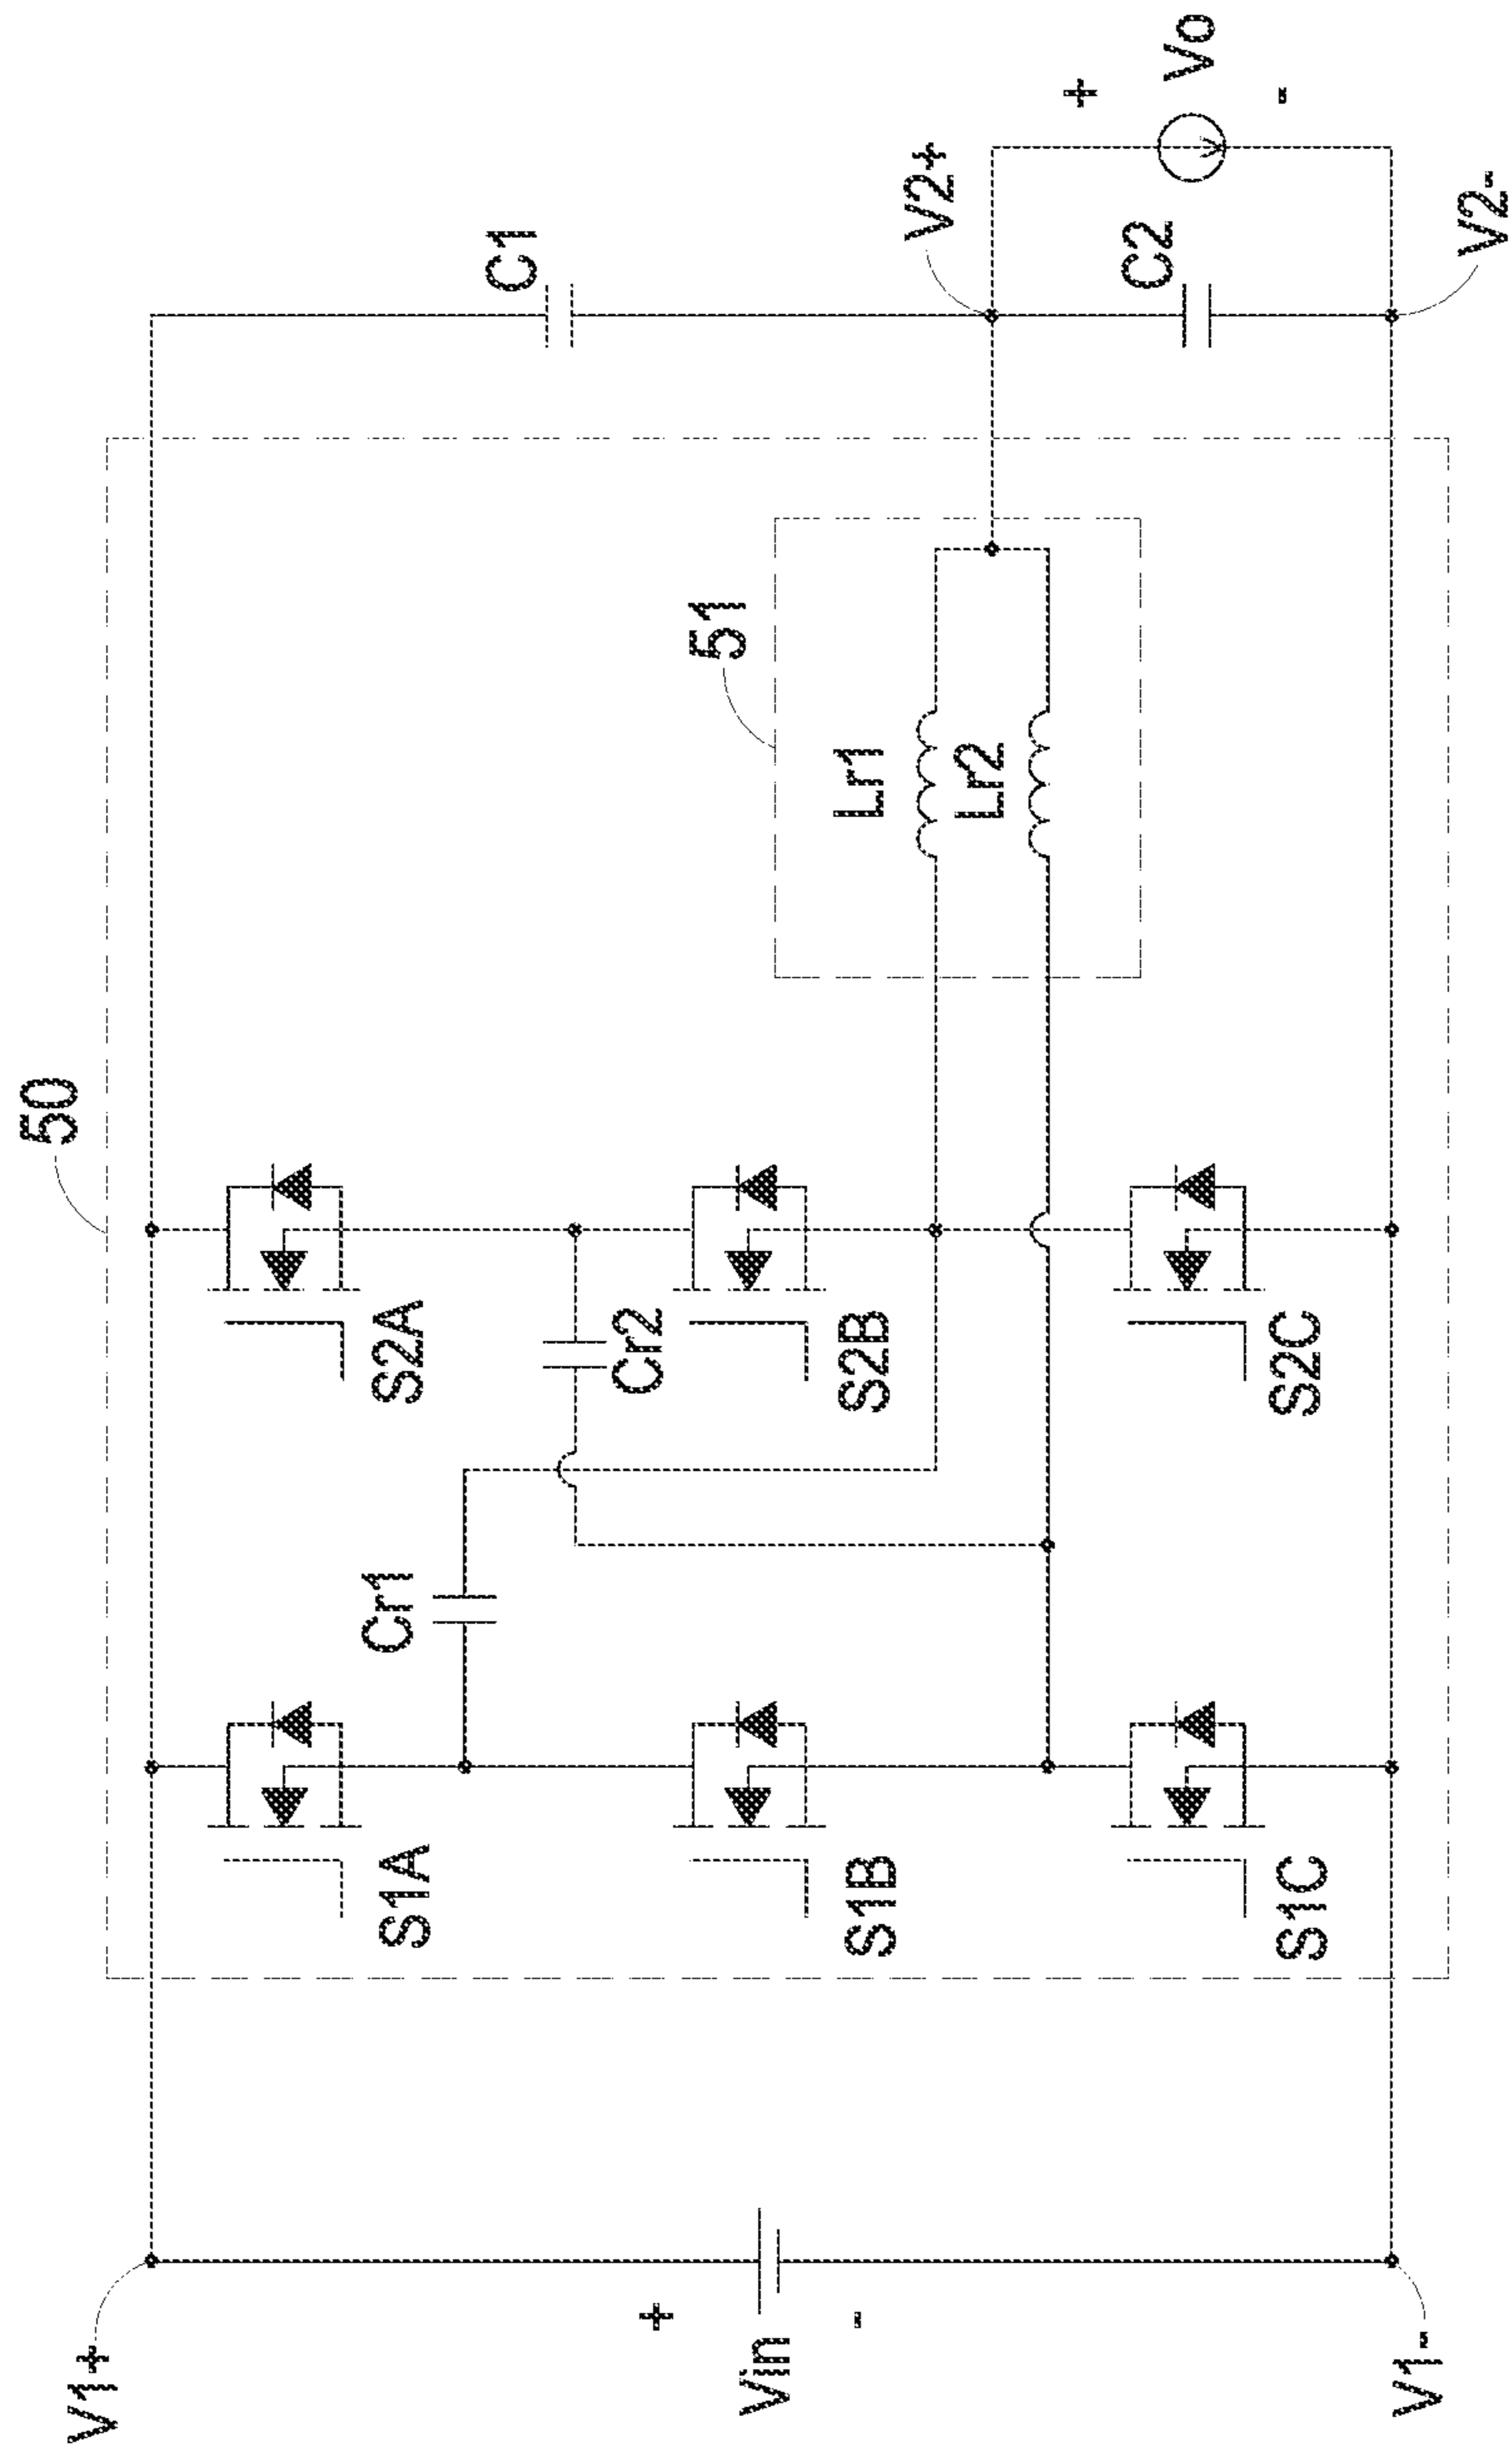 50
V1+
Vin
+
-
V1-
S1A
S1B
S1C
Cr1
Cr2
S2A
S2B
S2C
51
Lr1
Lr2
C1
V2+
C2
V2-
+
Vo
-